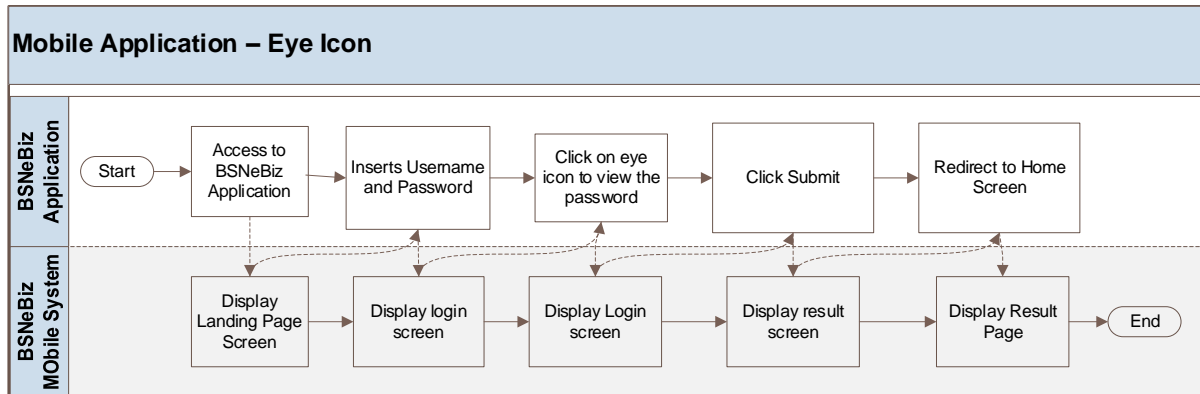 Mobile Application – Eye Icon
BSNeBiz
Application
Start
Access to
BSNeBiz
Application
Inserts Username
and Password
Click on eye
icon to view the
password
Click Submit
Redirect to Home
Screen
BSNeBiz
MObile System
Display
Landing Page
Screen
Display login
screen
Display Login
screen
Display result
screen
Display Result
Page
End